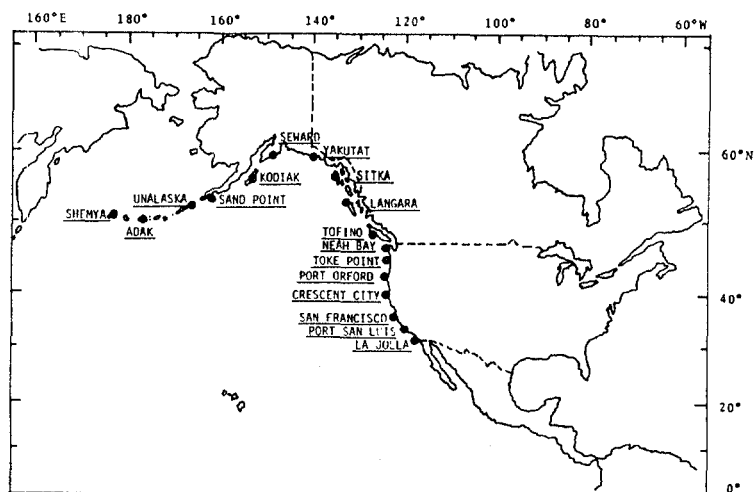 160°E 180° 160° 140° 120° 100° 80° 60°W
SEWARD
YAKUTAT
60°N
KODIAK
SITKA
UNALASKA
SAND POINT
LANGARA
SHEMYA
ADAK
TOFINO
NEAH BAY
TOKE POINT
PORT ORFORD
40°
CRESCENT CITY
SAN FRANCISCO
PORT SAN LUIS
LA JOLLA
20°
0°